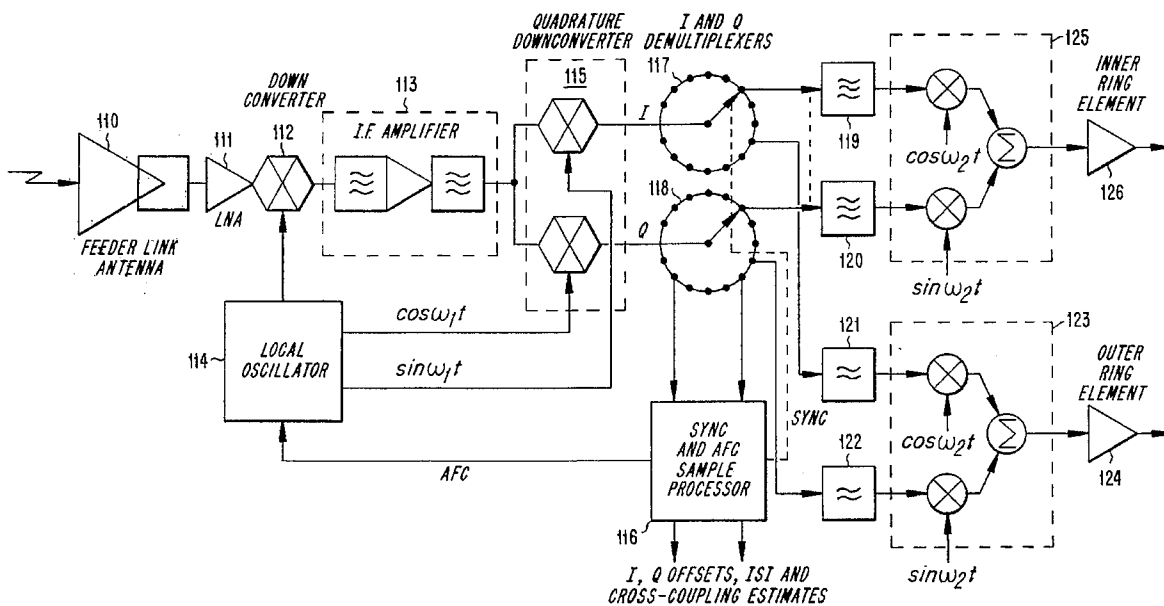 QUADRATURE
DOWNCONVERTER
I AND Q
DEMULTIPLEXERS
125
117
INNER
RING
ELEMENT
DOWN
CONVERTER
113
115
110
111
112
I.F. AMPLIFIER
I
119
cosω₂t
Σ
126
118
LNA
FEEDER LINK
ANTENNA
Q
120
sinω₂t
cosω₁t
114
LOCAL
OSCILLATOR
sinω₁t
121
123
OUTER
RING
ELEMENT
SYNC
AND AFC
SAMPLE
PROCESSOR
SYNC
cosω₂t
Σ
AFC
122
124
116
sinω₂t
I, Q OFFSETS, ISI AND
CROSS-COUPLING ESTIMATES